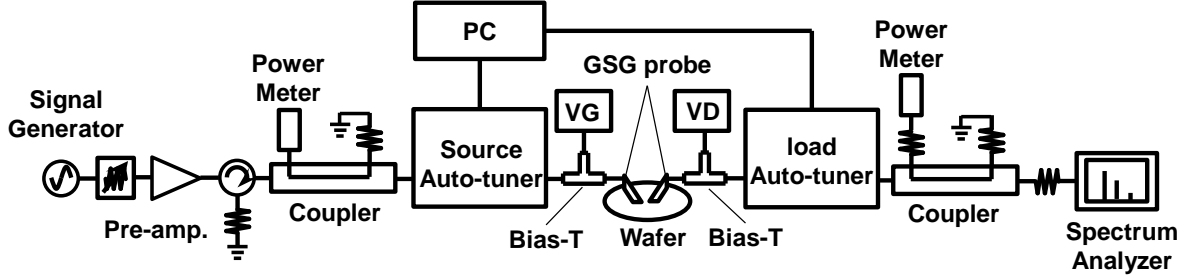 PC
Power
Meter
GSG probe
Power
Meter
Signal
Generator
VG
VD
Source
Auto-tuner
load
Auto-tuner
Pre-amp.
Coupler
Bias-T
Wafer
Bias-T
Coupler
Spectrum
Analyzer